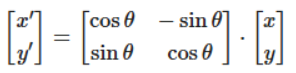 [x′ y′] = [cos θ − sin θ sin θ cos θ] · [x y]